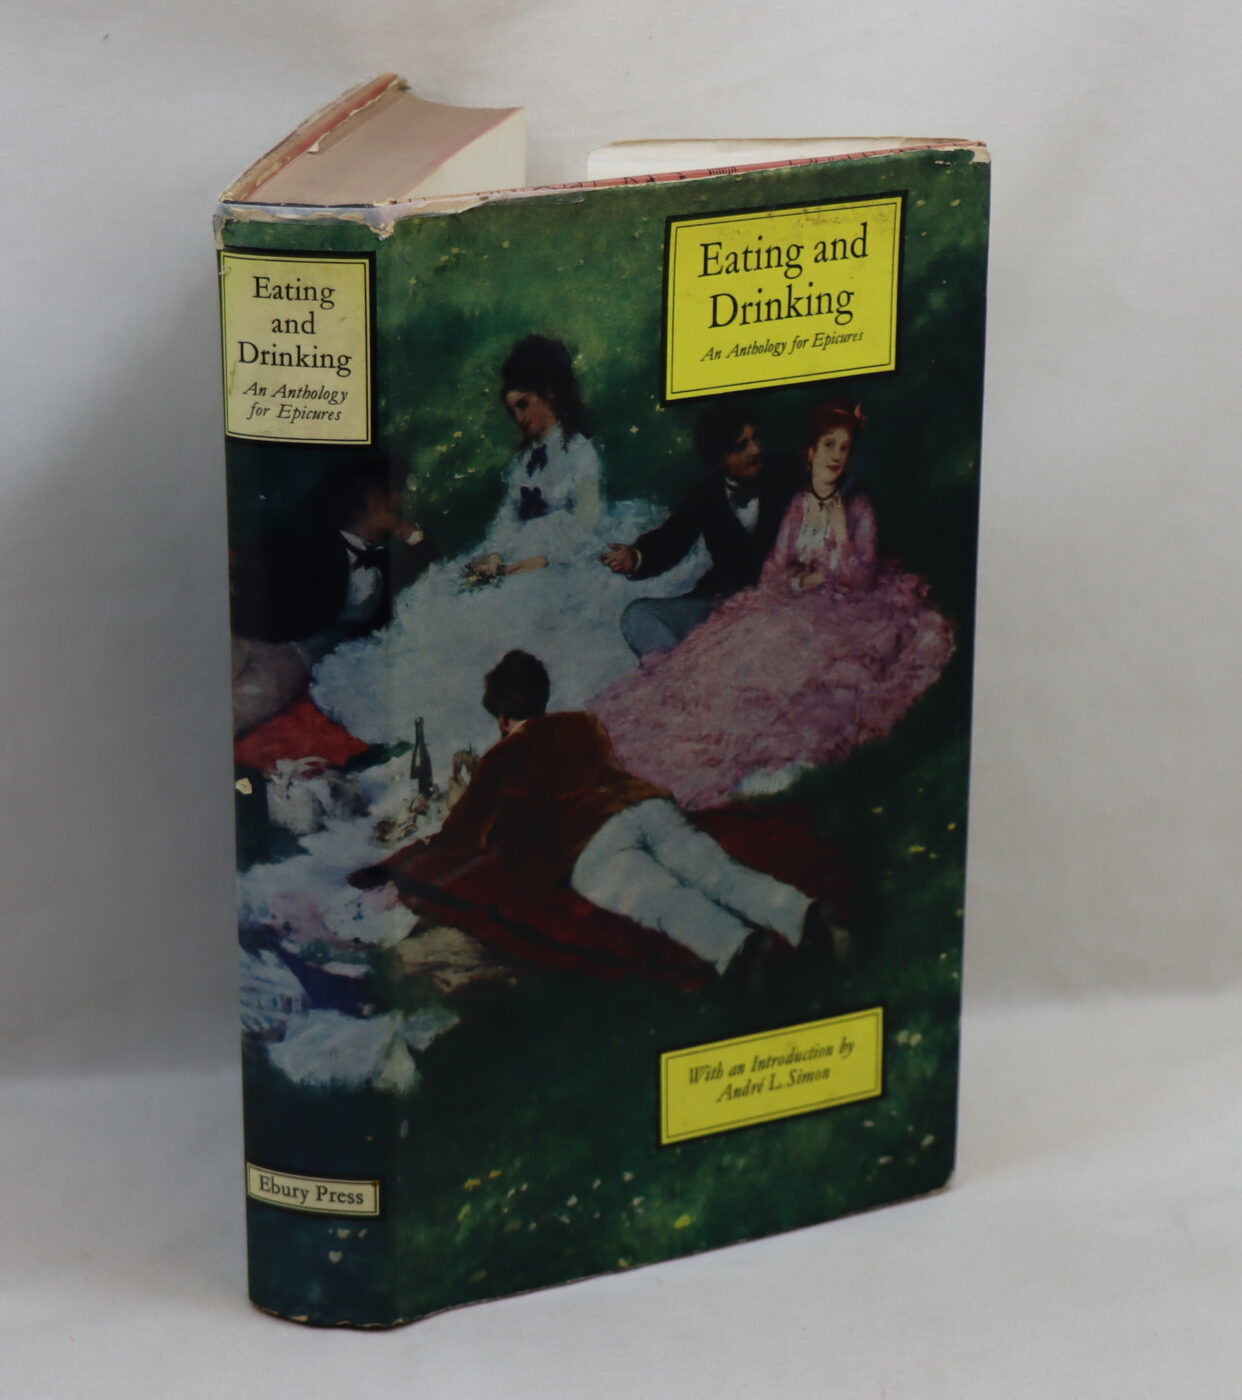 Eating
and
Drinking
An Anthology
for Epicures
Ebury Press
Eating and
Drinking
An Anthology for Epicures
With an Introduction by
André L. Simon